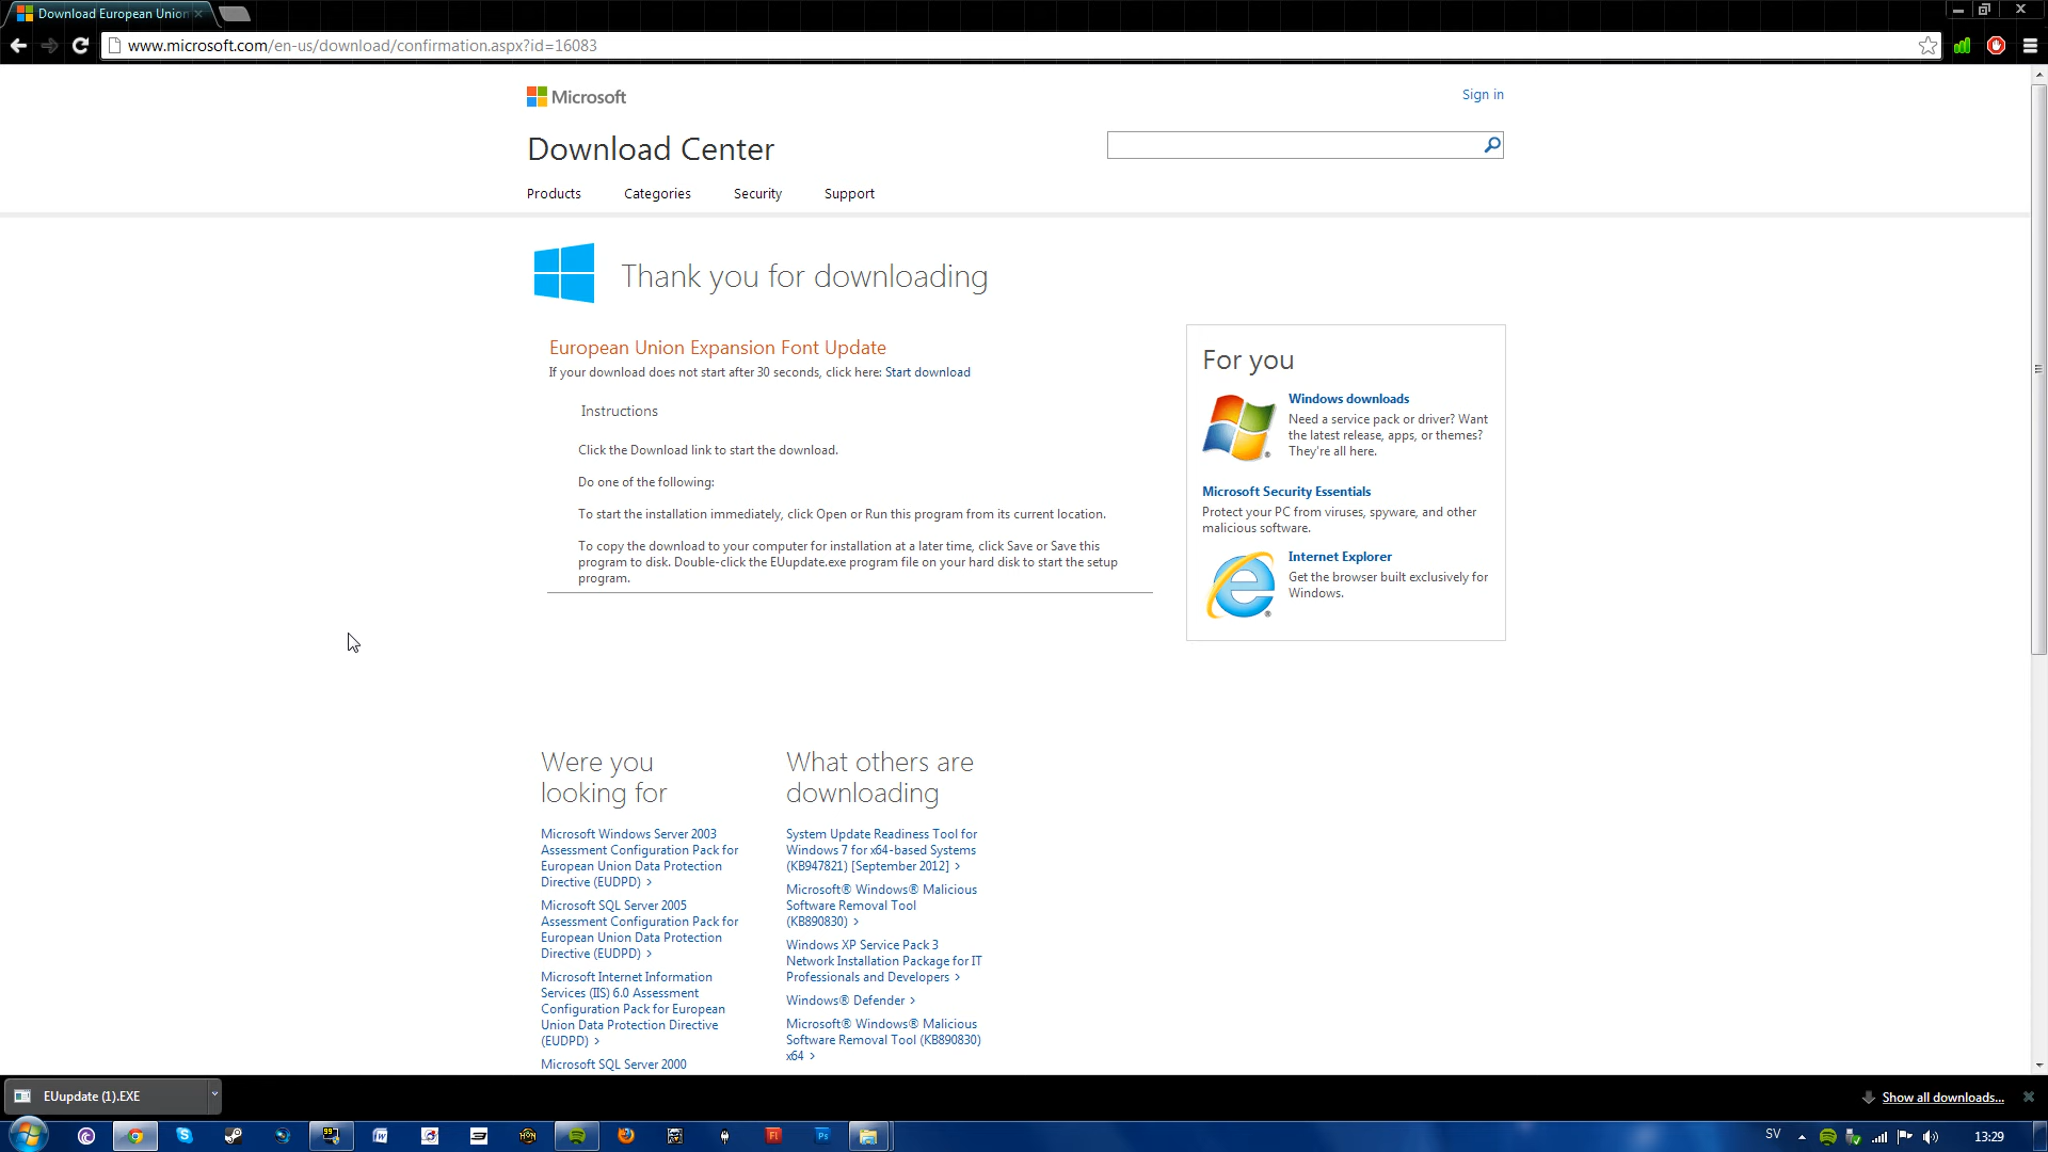 Download European Union
www.microsoft.com/en-us/download/confirmation.aspx?id=16083
Microsoft
Sign in
Download Center
Products
Categories
Security
Support
Thank you for downloading
European Union Expansion Font Update
If your download does not start after 30 seconds, click here: Start download
Instructions
Click the Download link to start the download.
Do one of the following:
To start the installation immediately, click Open or Run this program from its current location.
To copy the download to your computer for installation at a later time, click Save or Save this
program to disk. Double-click the EUupdate.exe program file on your hard disk to start the setup
program.
For you
Windows downloads
Need a service pack or driver? Want
the latest release, apps, or themes?
They're all here.
Microsoft Security Essentials
Protect your PC from viruses, spyware, and other
malicious software.
Internet Explorer
Get the browser built exclusively for
Windows.
Were you
looking for
Microsoft Windows Server 2003
Assessment Configuration Pack for
European Union Data Protection
Directive (EUDPD) ›
Microsoft SQL Server 2005
Assessment Configuration Pack for
European Union Data Protection
Directive (EUDPD) ›
Microsoft Internet Information
Services (IIS) 6.0 Assessment
Configuration Pack for European
Union Data Protection Directive
(EUDPD) ›
Microsoft SQL Server 2000
What others are
downloading
System Update Readiness Tool for
Windows 7 for x64-based Systems
(KB947821) [September 2012] ›
Microsoft® Windows® Malicious
Software Removal Tool
(KB890830) ›
Windows XP Service Pack 3
Network Installation Package for IT
Professionals and Developers ›
Windows® Defender ›
Microsoft® Windows® Malicious
Software Removal Tool (KB890830)
x64 ›
EUupdate (1).EXE
Show all downloads...
99
HON
Fl
Ps
SV
13:29